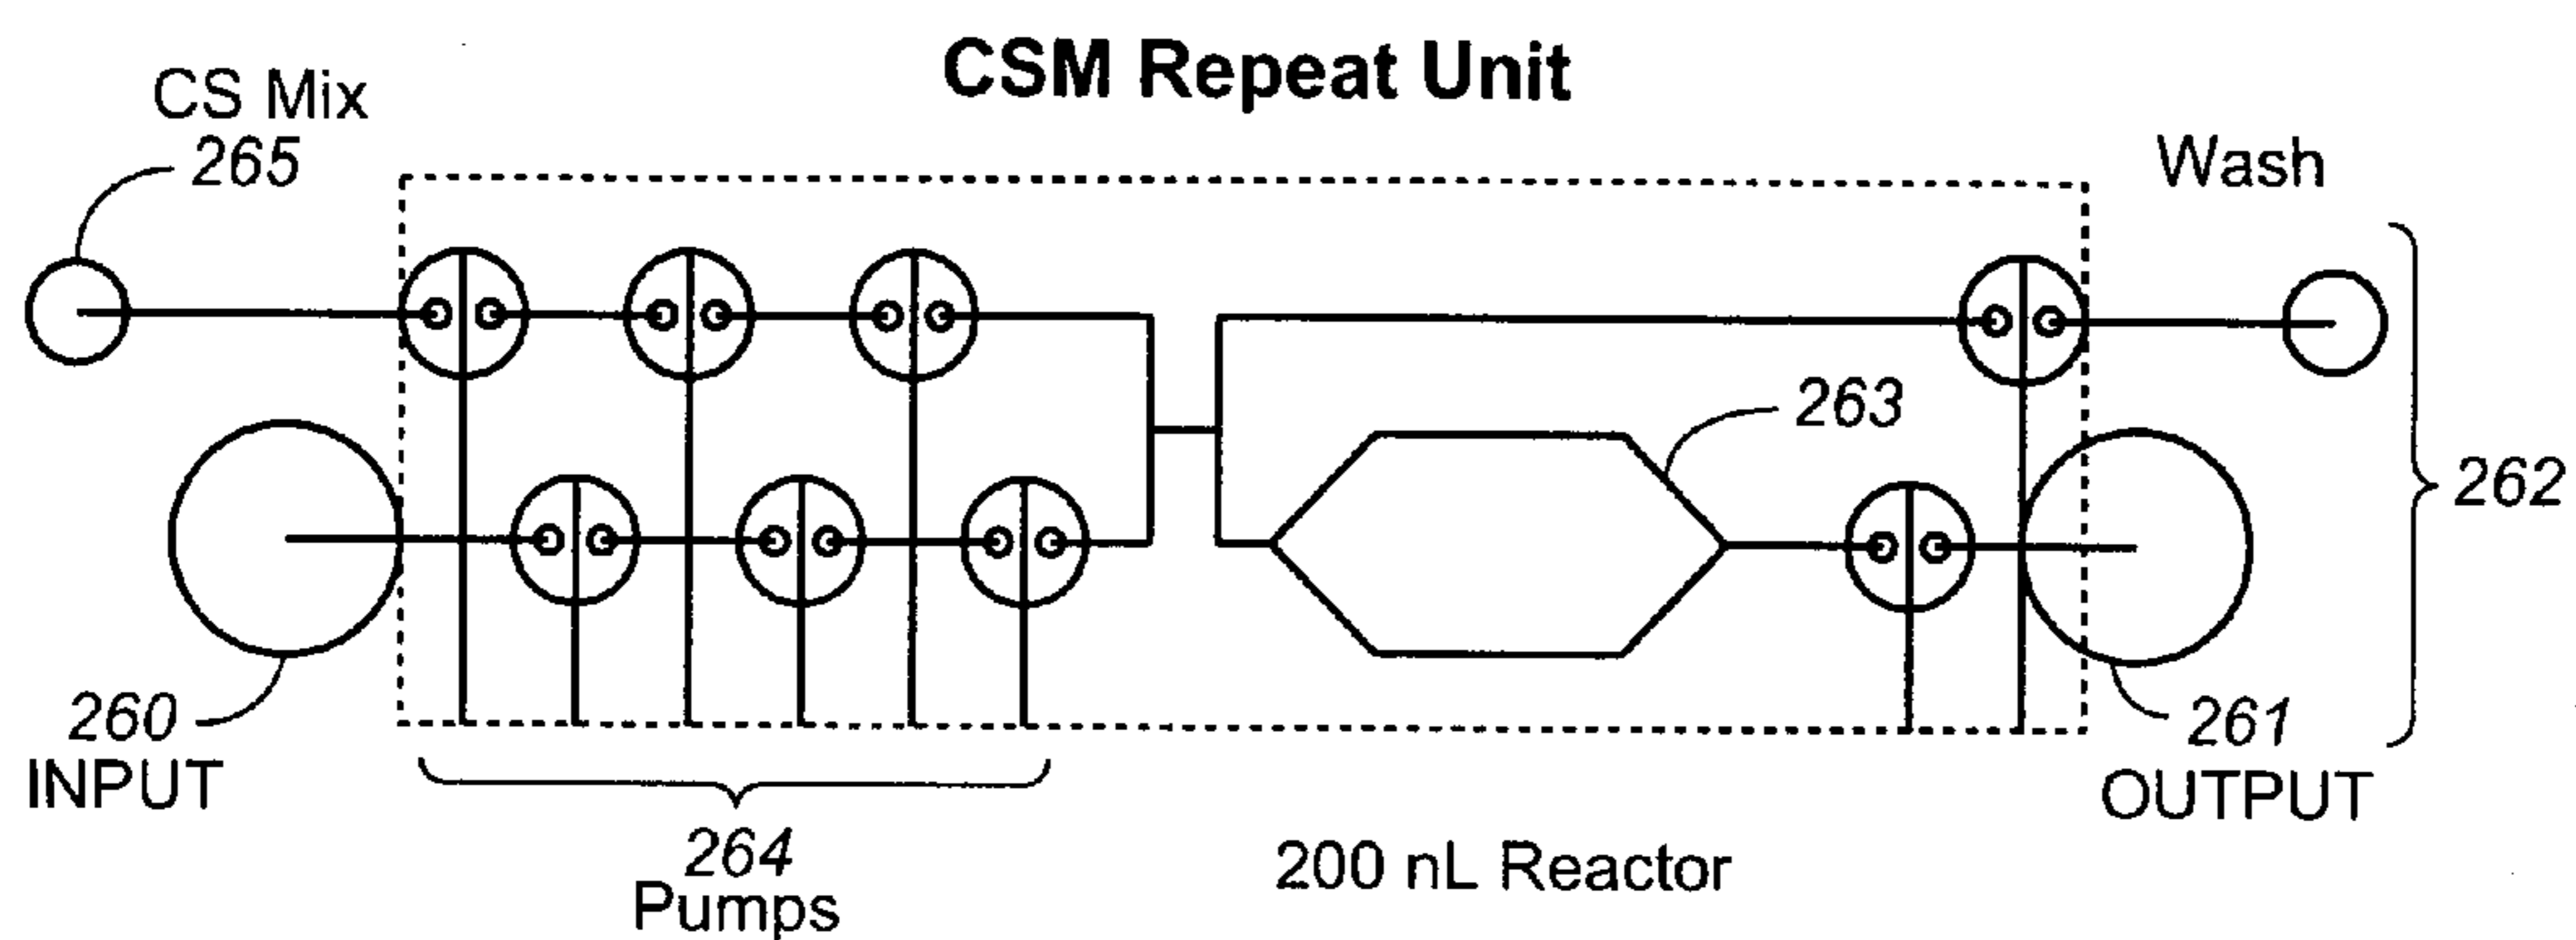 CSM Repeat Unit
CS Mix
265
Wash
263
262
260
INPUT
261
OUTPUT
264
Pumps
200 nL Reactor